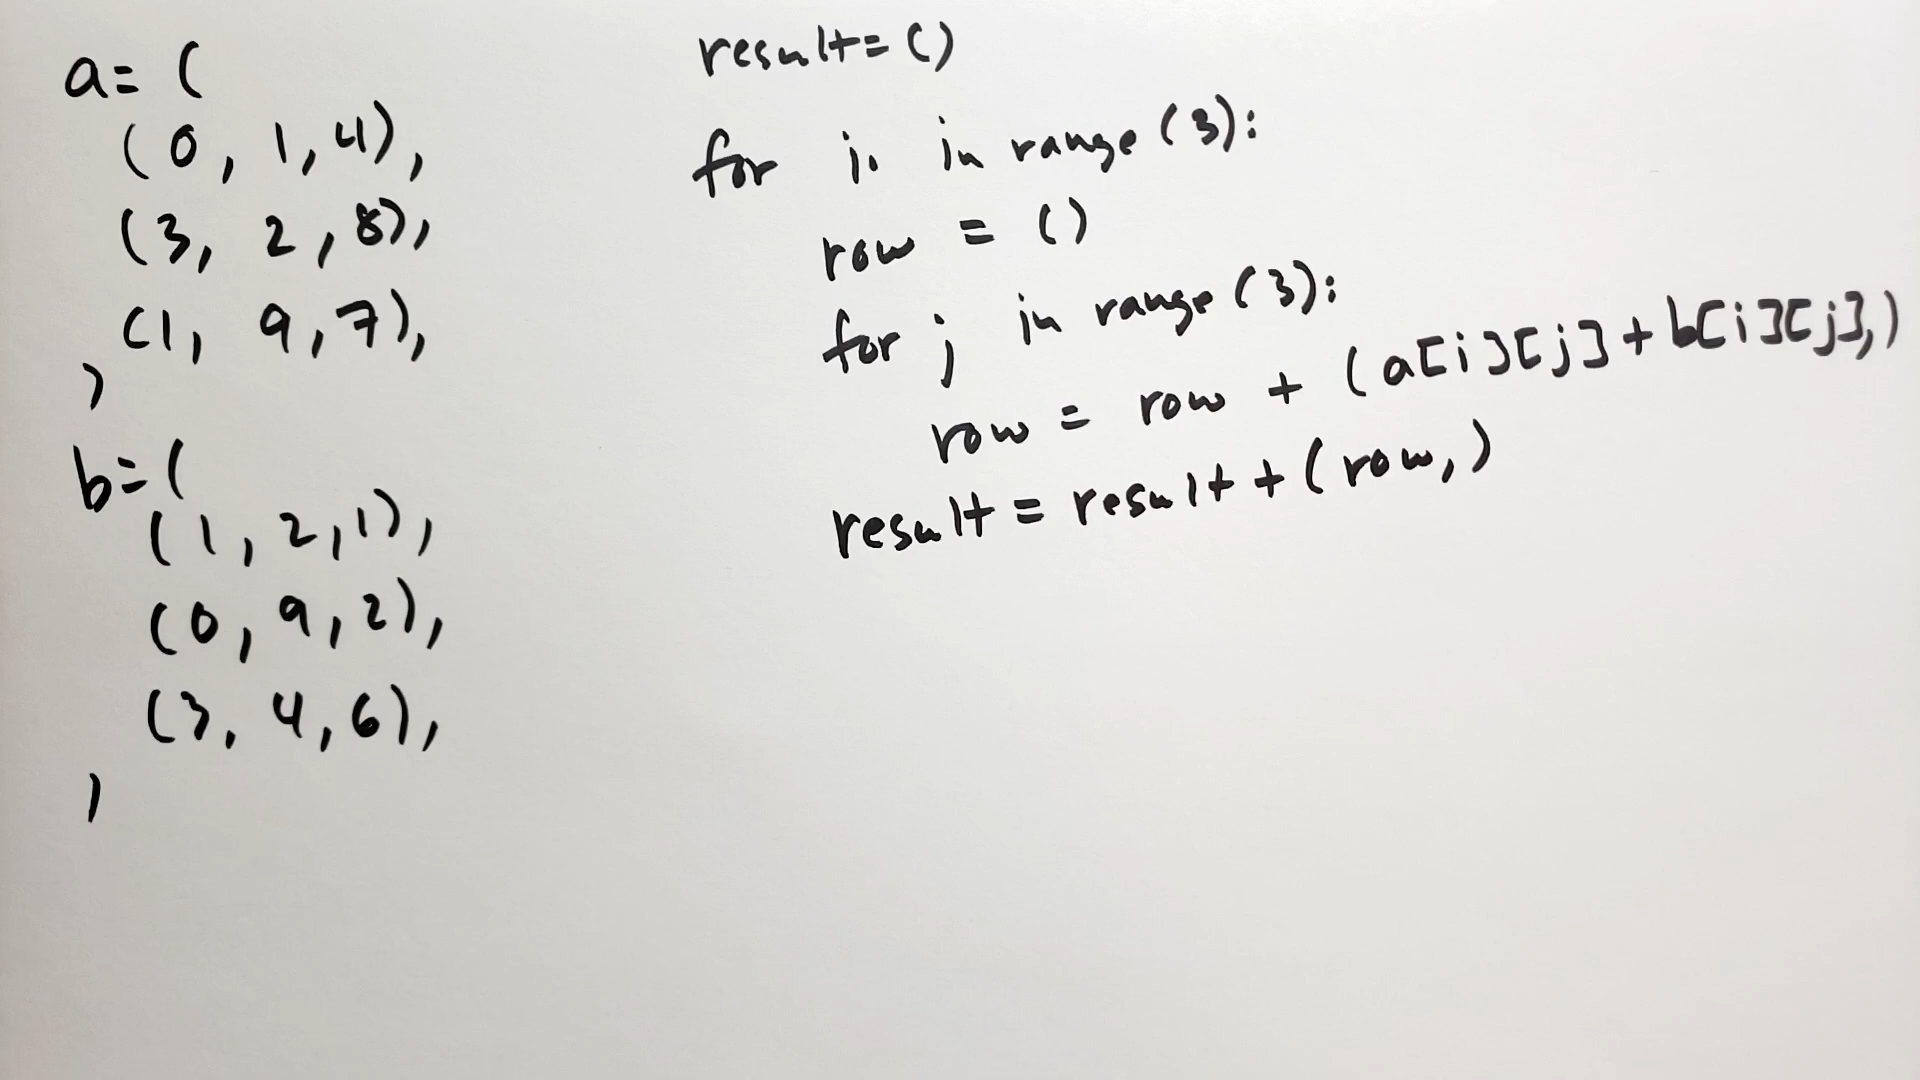 a= (
(0, 1,4),
(3, 2,8),
(1, 9,7),
)
b=(
(1,2,1),
(0,9,2),
(3,4,6),
)
result=()
for i in range(3):
row = ()
for j in range(3):
row = row + (a[i][j]+b[i][j],)
result = result+(row,)